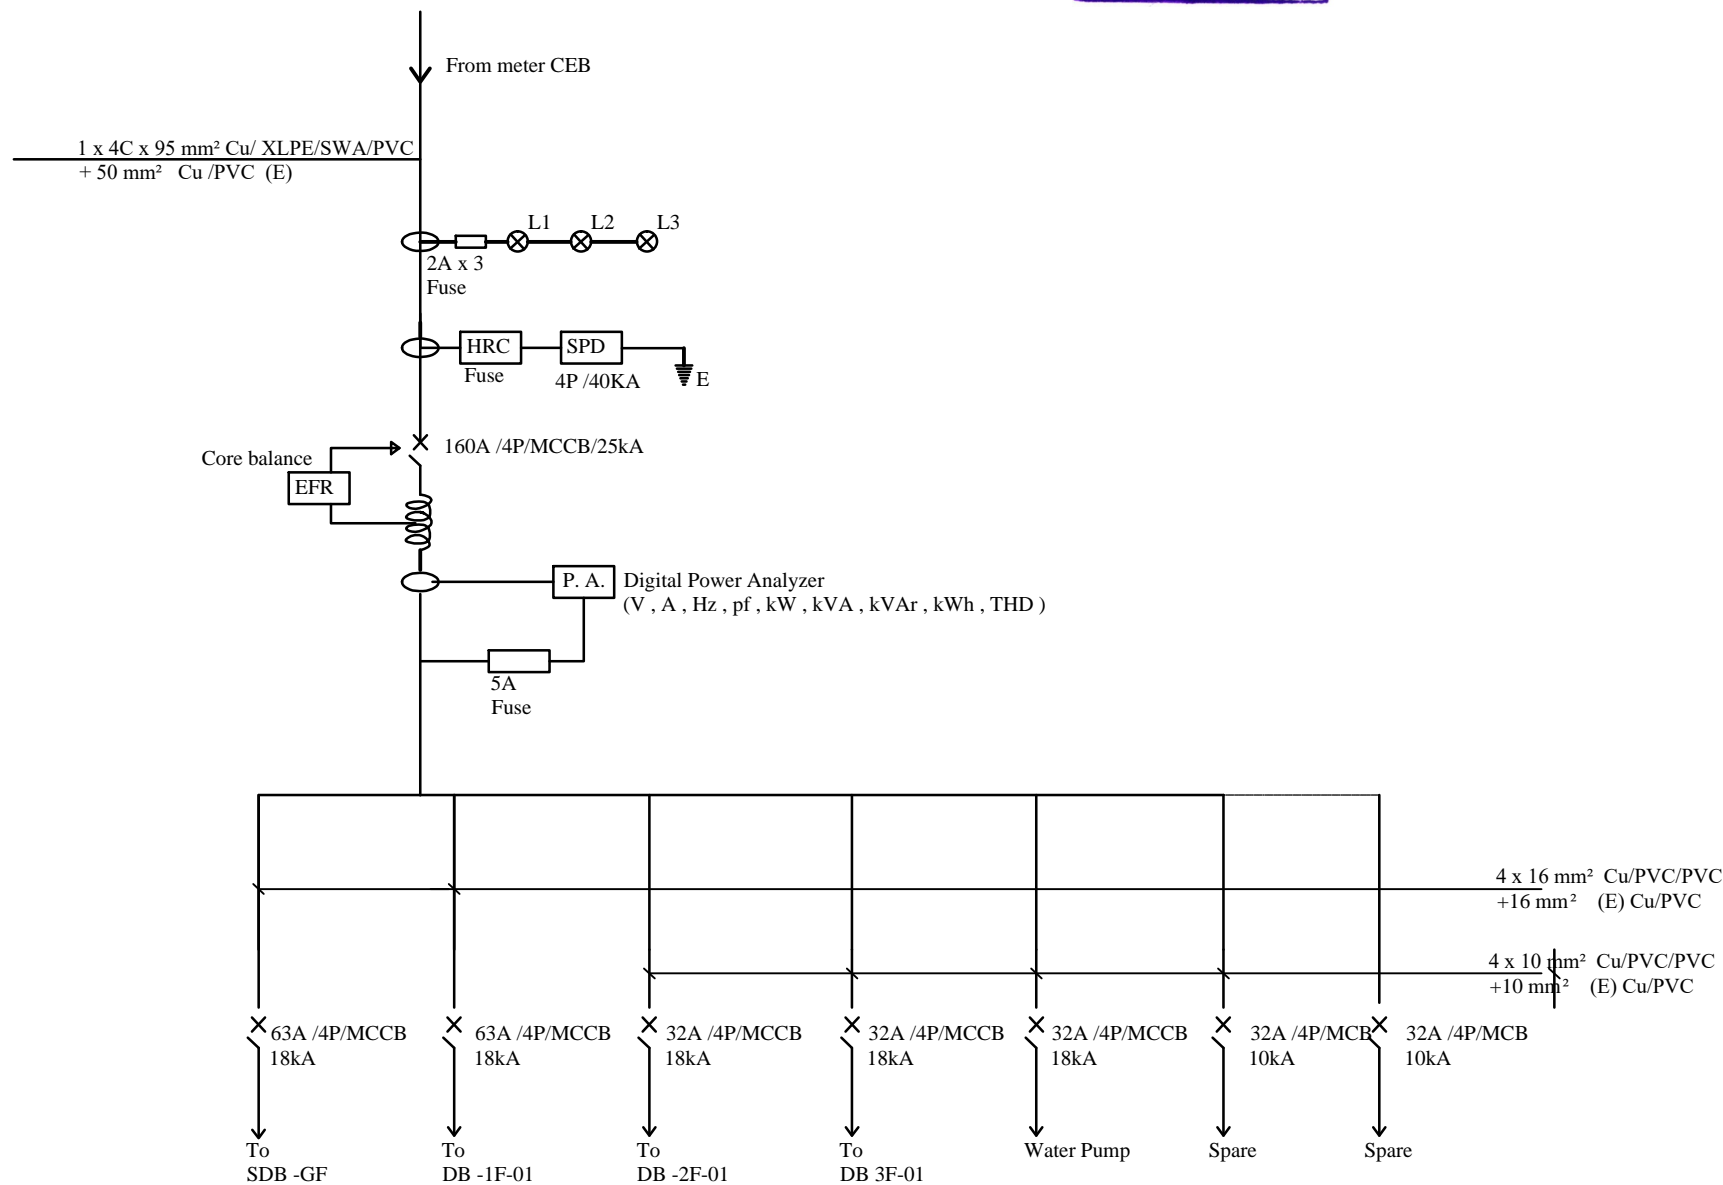 From meter CEB
1 x 4C x 95 mm² Cu/ XLPE/SWA/PVC
+ 50 mm² Cu /PVC (E)
L1 L2 L3
2A x 3
Fuse
HRC SPD
Fuse 4P /40KA E
160A /4P/MCCB/25kA
Core balance
EFR
P. A. Digital Power Analyzer
(V , A , Hz , pf , kW , kVA , kVAr , kWh , THD )
5A
Fuse
4 x 16 mm² Cu/PVC/PVC
+16 mm² (E) Cu/PVC
4 x 10 mm² Cu/PVC/PVC
+10 mm² (E) Cu/PVC
63A /4P/MCCB
18kA
63A /4P/MCCB
18kA
32A /4P/MCCB
18kA
32A /4P/MCCB
18kA
32A /4P/MCCB
18kA
32A /4P/MCB
10kA
32A /4P/MCB
10kA
To
SDB -GF
To
DB -1F-01
To
DB -2F-01
To
DB 3F-01
Water Pump
Spare
Spare